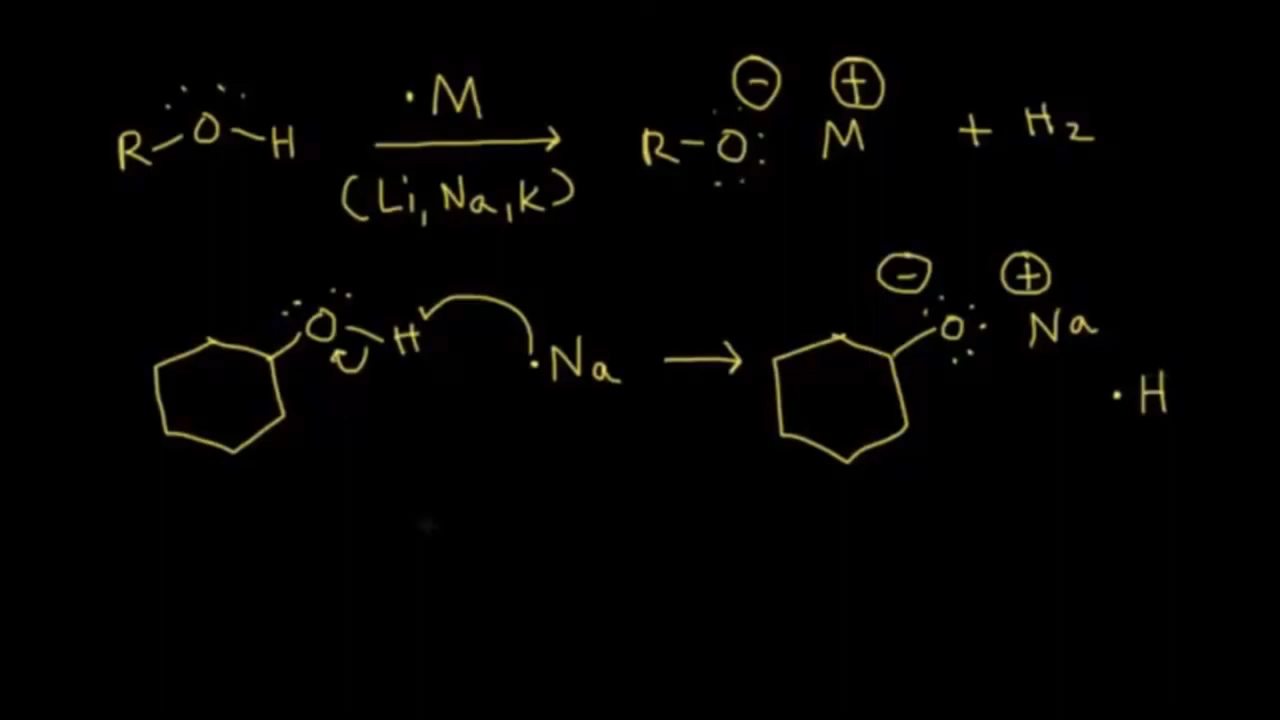 R-O-H ·M R-O: ⊖ M ⊕ + H2
(Li, Na, K)
O-H ·Na → O: ⊖ Na ⊕
·H